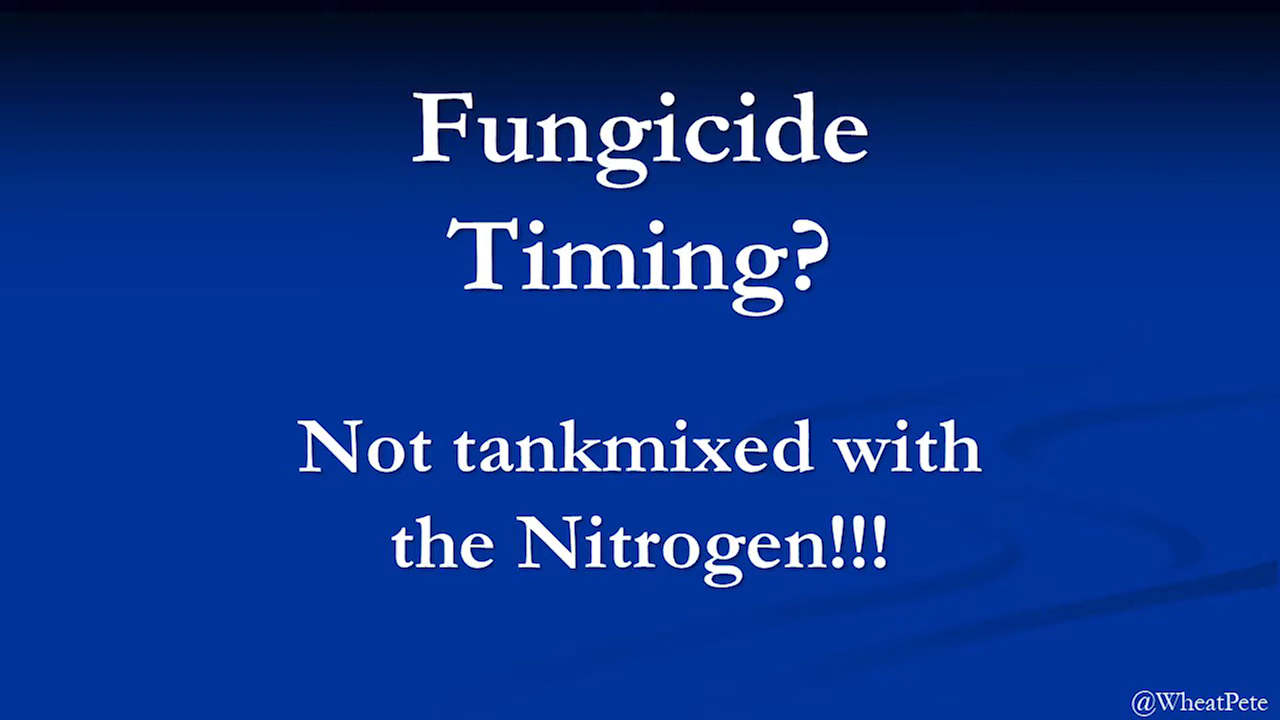 Fungicide
Timing?
Not tankmixed with
the Nitrogen!!!
@WheatPete